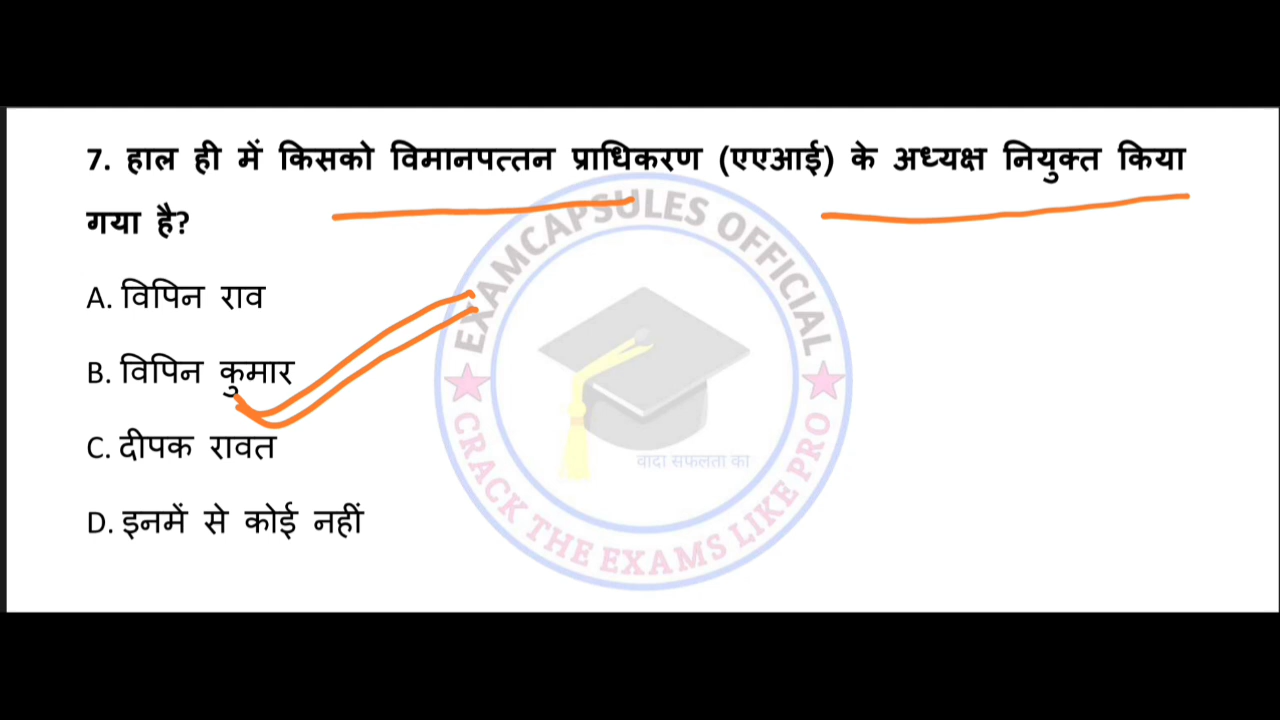 7. हाल ही में किसको विमानपत्तन प्राधिकरण (एएआई) के अध्यक्ष नियुक्त किया
गया है?
A. विपिन राव
B. विपिन कुमार
C. दीपक रावत
D. इनमें से कोई नहीं
EXAMCAPSULES OFFICIAL
वादा सफलता का
CRACK THE EXAMS LIKE PRO